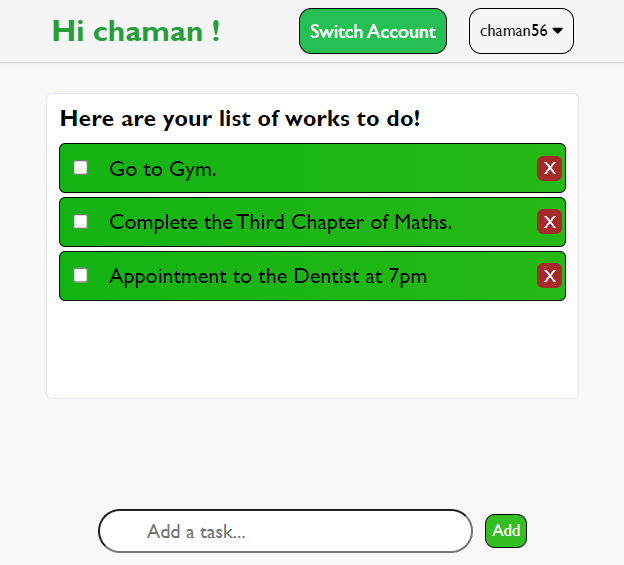 Hi chaman !
Switch Account
chaman56
Here are your list of works to do!
Go to Gym.
X
Complete the Third Chapter of Maths.
X
Appointment to the Dentist at 7pm
X
Add a task...
Add